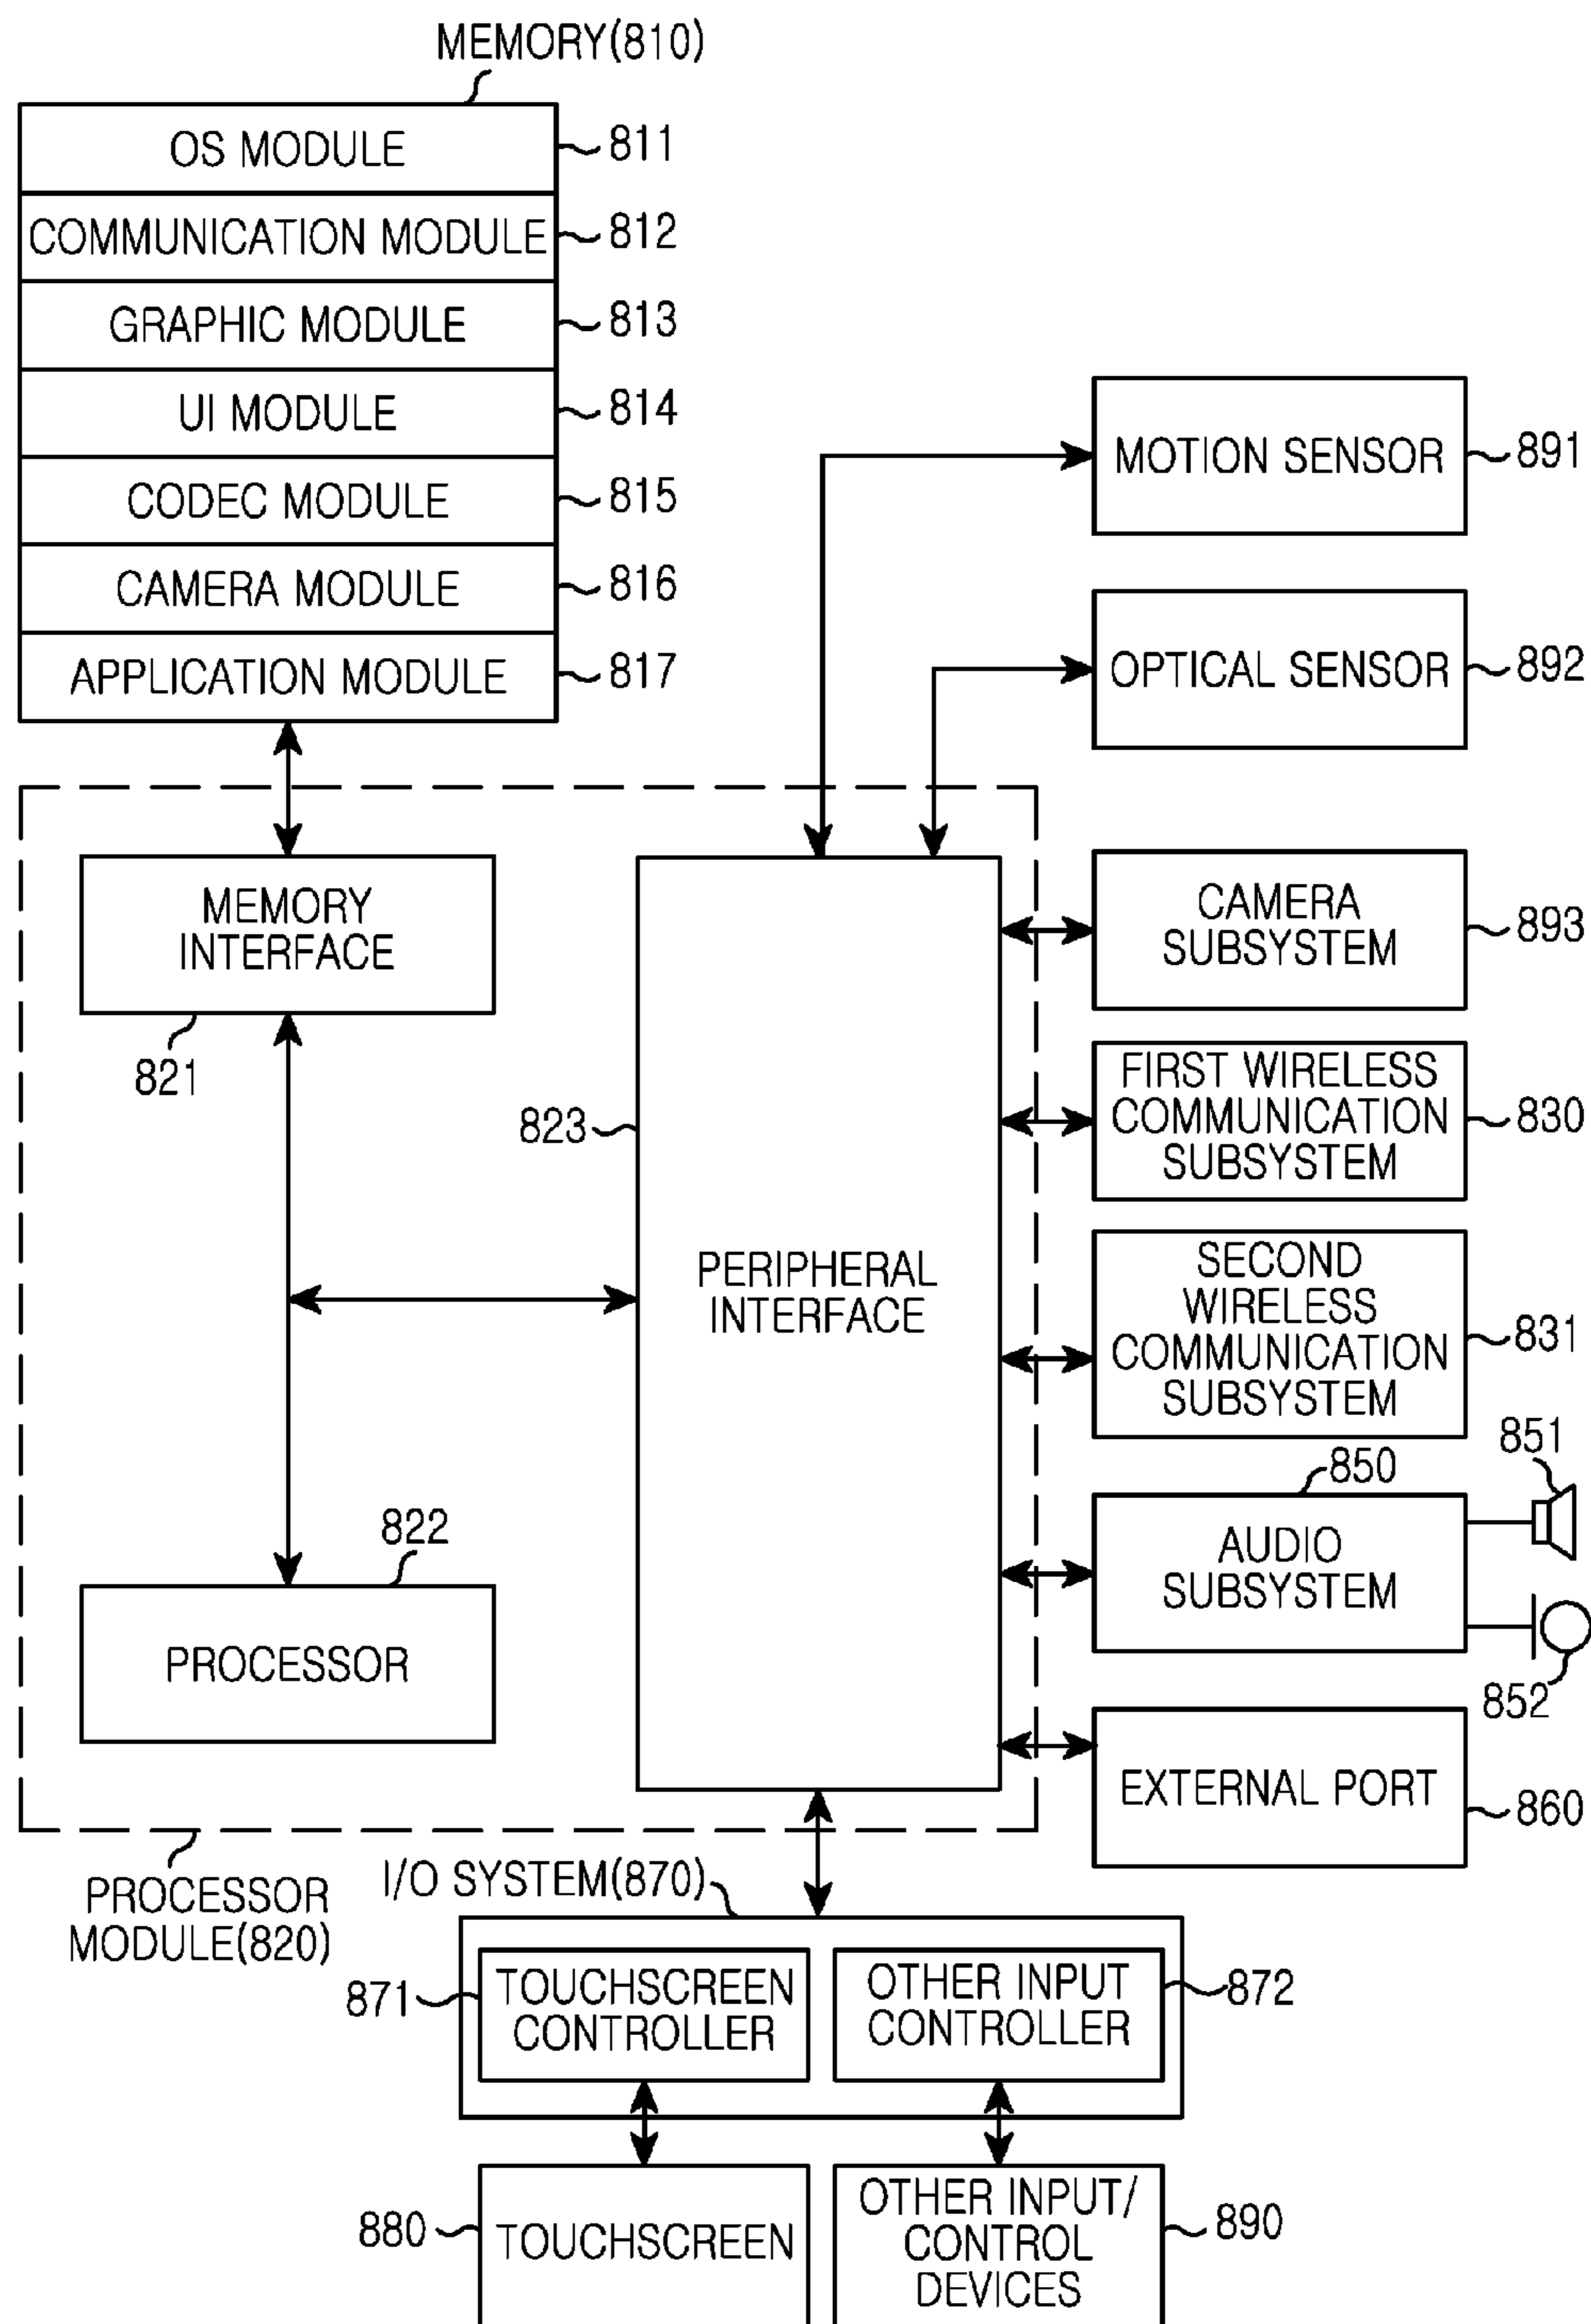 MEMORY(810)
OS MODULE
811
COMMUNICATION MODULE
812
GRAPHIC MODULE
813
UI MODULE
814
CODEC MODULE
815
CAMERA MODULE
816
APPLICATION MODULE
817
MOTION SENSOR
891
OPTICAL SENSOR
892
MEMORY
INTERFACE
821
PROCESSOR
822
PERIPHERAL
INTERFACE
823
CAMERA
SUBSYSTEM
893
FIRST WIRELESS
COMMUNICATION
SUBSYSTEM
830
SECOND
WIRELESS
COMMUNICATION
SUBSYSTEM
831
850
AUDIO
SUBSYSTEM
851
852
EXTERNAL PORT
860
PROCESSOR
MODULE(820)
I/O SYSTEM(870)
871
TOUCHSCREEN
CONTROLLER
OTHER INPUT
CONTROLLER
872
880
TOUCHSCREEN
OTHER INPUT/
CONTROL
DEVICES
890